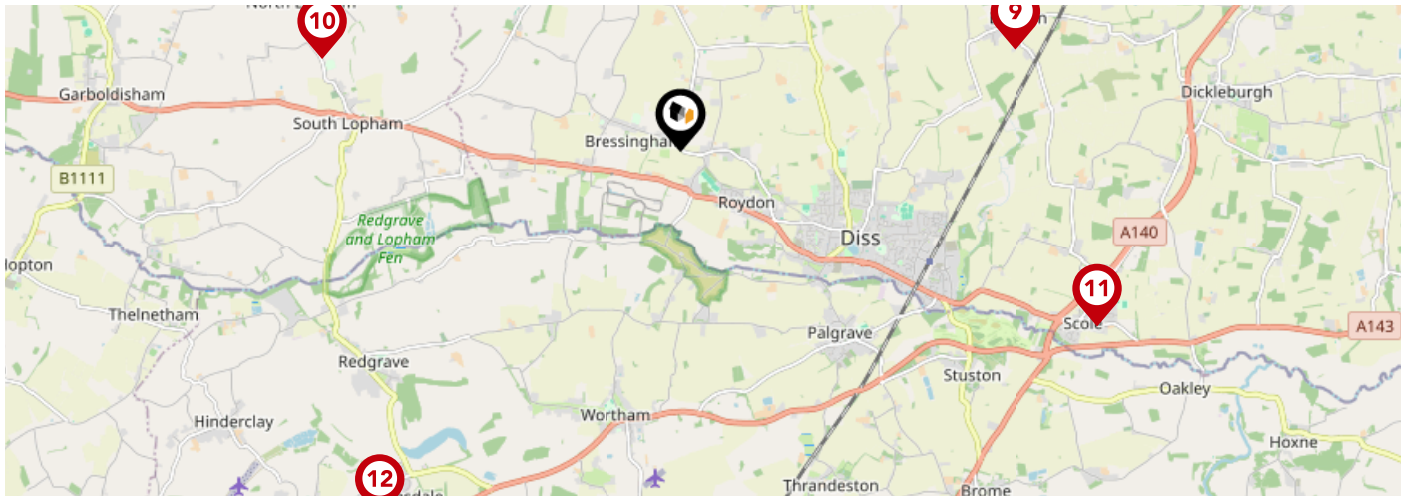 10
9
Garboldisham
Dickleburgh
South Lopham
Bressingha
B1111
Roydon
Redgrave
and Lopham
Fen
A140
Diss
lopton
11
Thelnetham
Scole
A143
Palgrave
Redgrave
Stuston
Oakley
Wortham
Hinderclay
Hoxne
12
Thrandeston
Brome